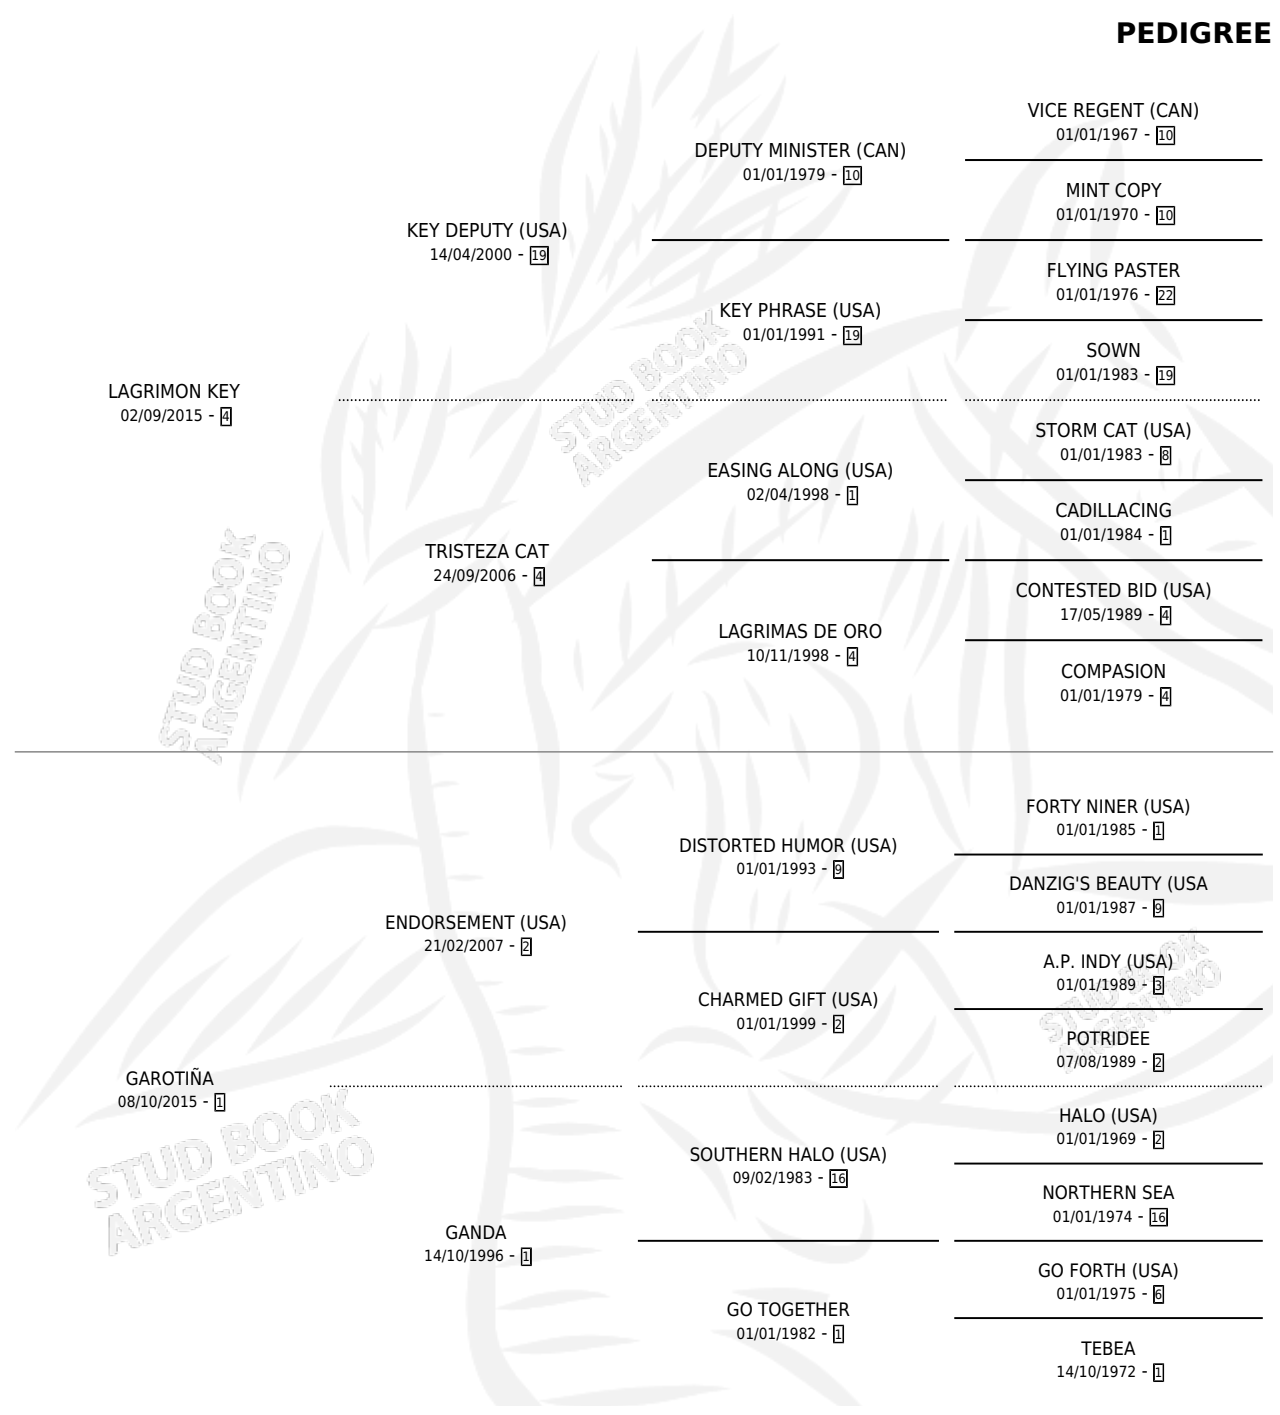 PEDIGREE
VICE REGENT (CAN)
01/01/1967 - 10
DEPUTY MINISTER (CAN)
01/01/1979 - 10
MINT COPY
01/01/1970 - 10
KEY DEPUTY (USA)
14/04/2000 - 19
FLYING PASTER
01/01/1976 - 22
KEY PHRASE (USA)
01/01/1991 - 19
SOWN
01/01/1983 - 19
LAGRIMON KEY
02/09/2015 - 4
STORM CAT (USA)
01/01/1983 - 8
EASING ALONG (USA)
02/04/1998 - 1
CADILLACING
01/01/1984 - 1
TRISTEZA CAT
24/09/2006 - 4
CONTESTED BID (USA)
17/05/1989 - 4
LAGRIMAS DE ORO
10/11/1998 - 4
COMPASION
01/01/1979 - 4
FORTY NINER (USA)
01/01/1985 - 1
DISTORTED HUMOR (USA)
01/01/1993 - 9
DANZIG'S BEAUTY (USA
01/01/1987 - 9
ENDORSEMENT (USA)
21/02/2007 - 2
A.P. INDY (USA)
01/01/1989 - 3
CHARMED GIFT (USA)
01/01/1999 - 2
POTRIDEE
07/08/1989 - 2
GAROTIÑA
08/10/2015 - 1
HALO (USA)
01/01/1969 - 2
SOUTHERN HALO (USA)
09/02/1983 - 16
NORTHERN SEA
01/01/1974 - 16
GANDA
14/10/1996 - 1
GO FORTH (USA)
01/01/1975 - 6
GO TOGETHER
01/01/1982 - 1
TEBEA
14/10/1972 - 1
STUD BOOK
ARGENTINO
STUD BOOK
ARGENTINO
STUD BOOK
ARGENTINO
STUD BOOK
ARGENTINO